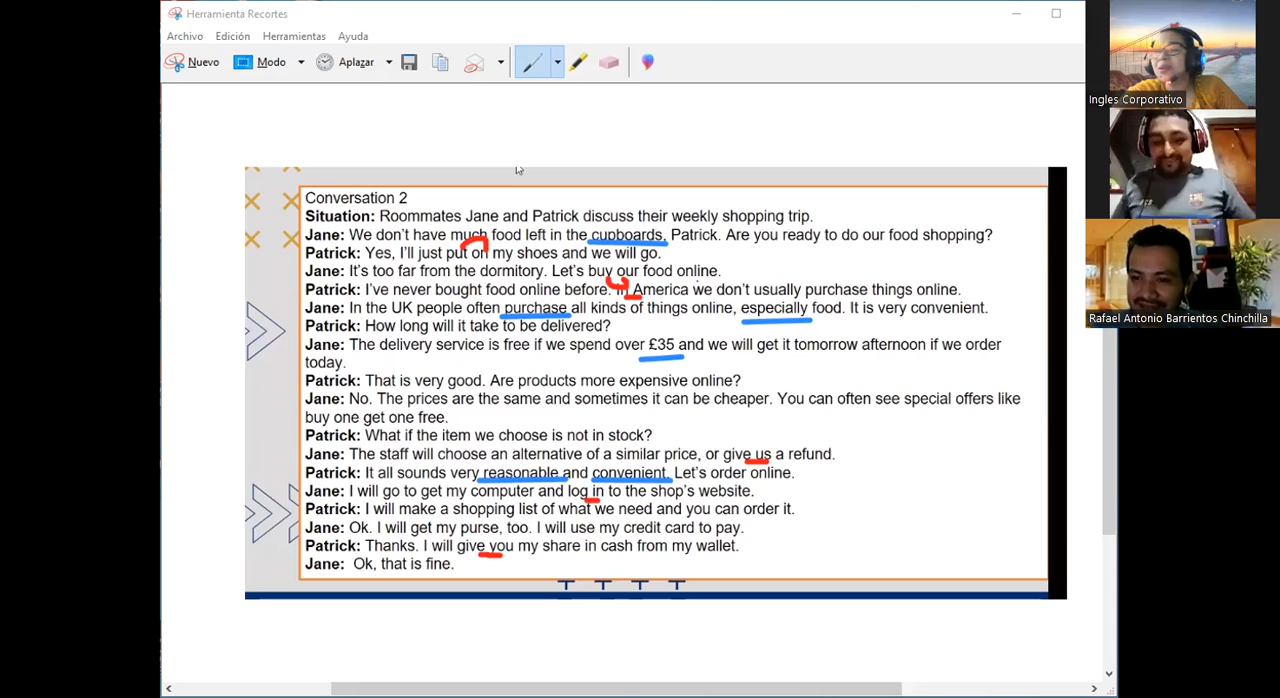 Herramienta Recortes
Archivo Edición Herramientas Ayuda
Nuevo Modo Aplazar
Conversation 2
Situation: Roommates Jane and Patrick discuss their weekly shopping trip.
Jane: We don't have much food left in the cupboards, Patrick. Are you ready to do our food shopping?
Patrick: Yes, I'll just put on my shoes and we will go.
Jane: It's too far from the dormitory. Let's buy our food online.
Patrick: I've never bought food online before. In America we don't usually purchase things online.
Jane: In the UK people often purchase all kinds of things online, especially food. It is very convenient.
Patrick: How long will it take to be delivered?
Jane: The delivery service is free if we spend over £35 and we will get it tomorrow afternoon if we order
today.
Patrick: That is very good. Are products more expensive online?
Jane: No. The prices are the same and sometimes it can be cheaper. You can often see special offers like
buy one get one free.
Patrick: What if the item we choose is not in stock?
Jane: The staff will choose an alternative of a similar price, or give us a refund.
Patrick: It all sounds very reasonable and convenient. Let's order online.
Jane: I will go to get my computer and log in to the shop's website.
Patrick: I will make a shopping list of what we need and you can order it.
Jane: Ok. I will get my purse, too. I will use my credit card to pay.
Patrick: Thanks. I will give you my share in cash from my wallet.
Jane: Ok, that is fine.
Ingles Corporativo
Rafael Antonio Barrientos Chinchilla